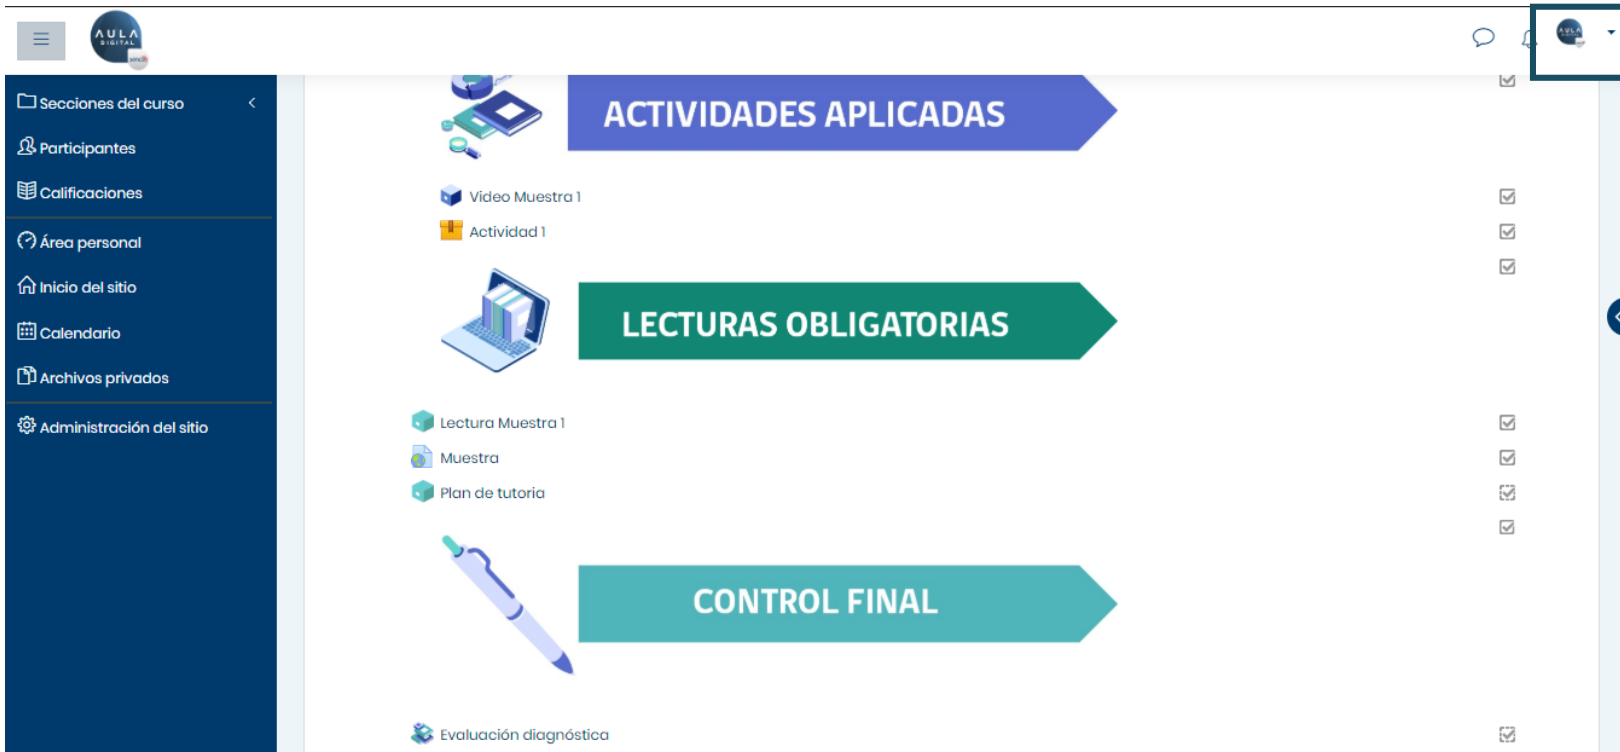 AULA
DIGITAL
sencit
AULA
Secciones del curso
Participantes
Calificaciones
Área personal
Inicio del sitio
Calendario
Archivos privados
Administración del sitio
ACTIVIDADES APLICADAS
Video Muestra 1
Actividad 1
LECTURAS OBLIGATORIAS
Lectura Muestra 1
Muestra
Plan de tutoria
CONTROL FINAL
Evaluación diagnóstica